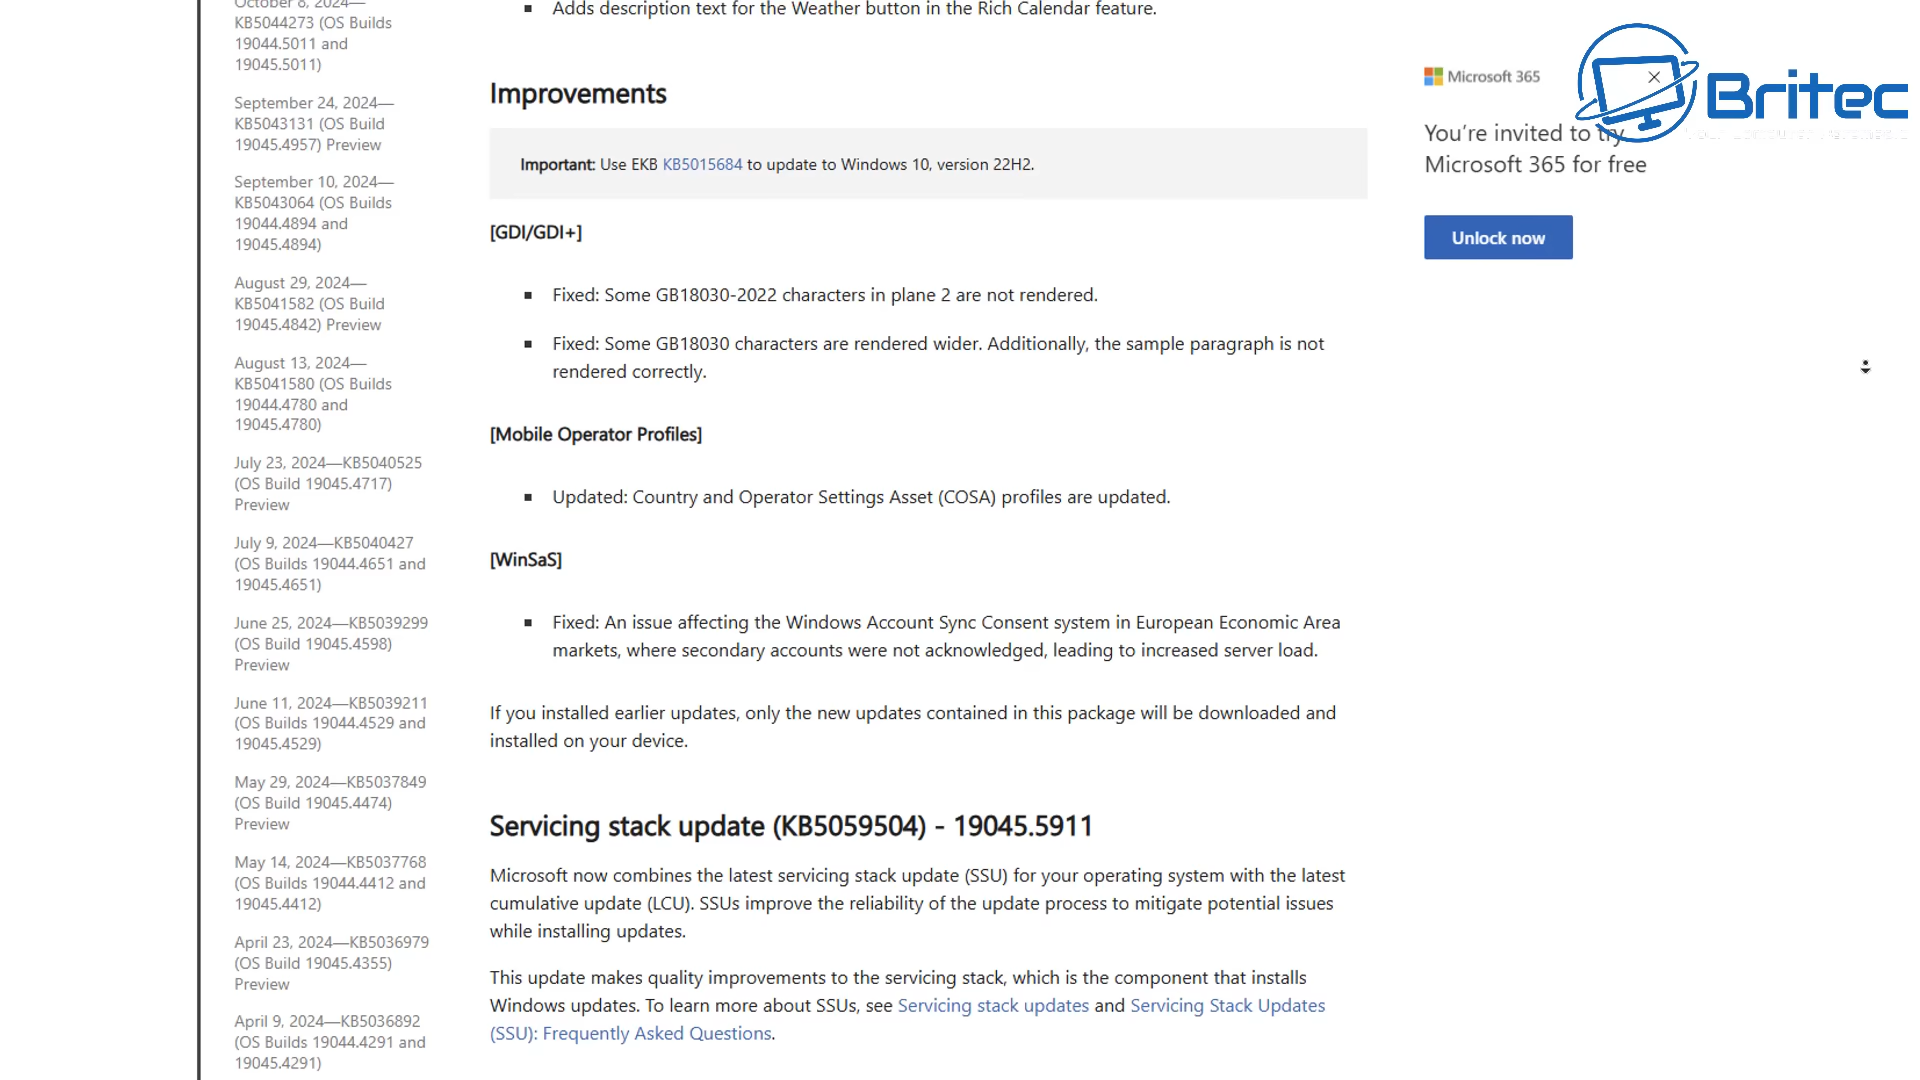 October 8, 2024—
KB5044273 (OS Builds
19044.5011 and
19045.5011)
September 24, 2024—
KB5043131 (OS Build
19045.4957) Preview
September 10, 2024—
KB5043064 (OS Builds
19044.4894 and
19045.4894)
August 29, 2024—
KB5041582 (OS Build
19045.4842) Preview
August 13, 2024—
KB5041580 (OS Builds
19044.4780 and
19045.4780)
July 23, 2024—KB5040525
(OS Build 19045.4717)
Preview
July 9, 2024—KB5040427
(OS Builds 19044.4651 and
19045.4651)
June 25, 2024—KB5039299
(OS Build 19045.4598)
Preview
June 11, 2024—KB5039211
(OS Builds 19044.4529 and
19045.4529)
May 29, 2024—KB5037849
(OS Build 19045.4474)
Preview
May 14, 2024—KB5037768
(OS Builds 19044.4412 and
19045.4412)
April 23, 2024—KB5036979
(OS Build 19045.4355)
Preview
April 9, 2024—KB5036892
(OS Builds 19044.4291 and
19045.4291)
Adds description text for the Weather button in the Rich Calendar feature.
Improvements
Important: Use EKB KB5015684 to update to Windows 10, version 22H2.
[GDI/GDI+]
Fixed: Some GB18030-2022 characters in plane 2 are not rendered.
Fixed: Some GB18030 characters are rendered wider. Additionally, the sample paragraph is not
rendered correctly.
[Mobile Operator Profiles]
Updated: Country and Operator Settings Asset (COSA) profiles are updated.
[WinSaS]
Fixed: An issue affecting the Windows Account Sync Consent system in European Economic Area
markets, where secondary accounts were not acknowledged, leading to increased server load.
If you installed earlier updates, only the new updates contained in this package will be downloaded and
installed on your device.
Servicing stack update (KB5059504) - 19045.5911
Microsoft now combines the latest servicing stack update (SSU) for your operating system with the latest
cumulative update (LCU). SSUs improve the reliability of the update process to mitigate potential issues
while installing updates.
This update makes quality improvements to the servicing stack, which is the component that installs
Windows updates. To learn more about SSUs, see Servicing stack updates and Servicing Stack Updates
(SSU): Frequently Asked Questions.
Microsoft 365
Britec
You're invited to try
Microsoft 365 for free
Unlock now